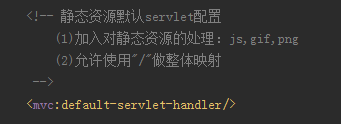 <!-- 静态资源默认servlet配置
(1)加入对静态资源的处理：js,gif,png
(2)允许使用"/"做整体映射
-->
<mvc:default-servlet-handler/>